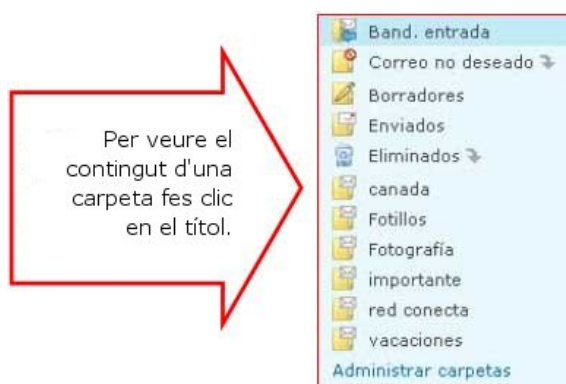 Per veure el
contingut d'una
carpeta fes clic
en el títol.
Band. entrada
Correo no deseado
Borradores
Enviados
Eliminados
canada
Fotillos
Fotografía
importante
red conecta
vacaciones
Administrar carpetas